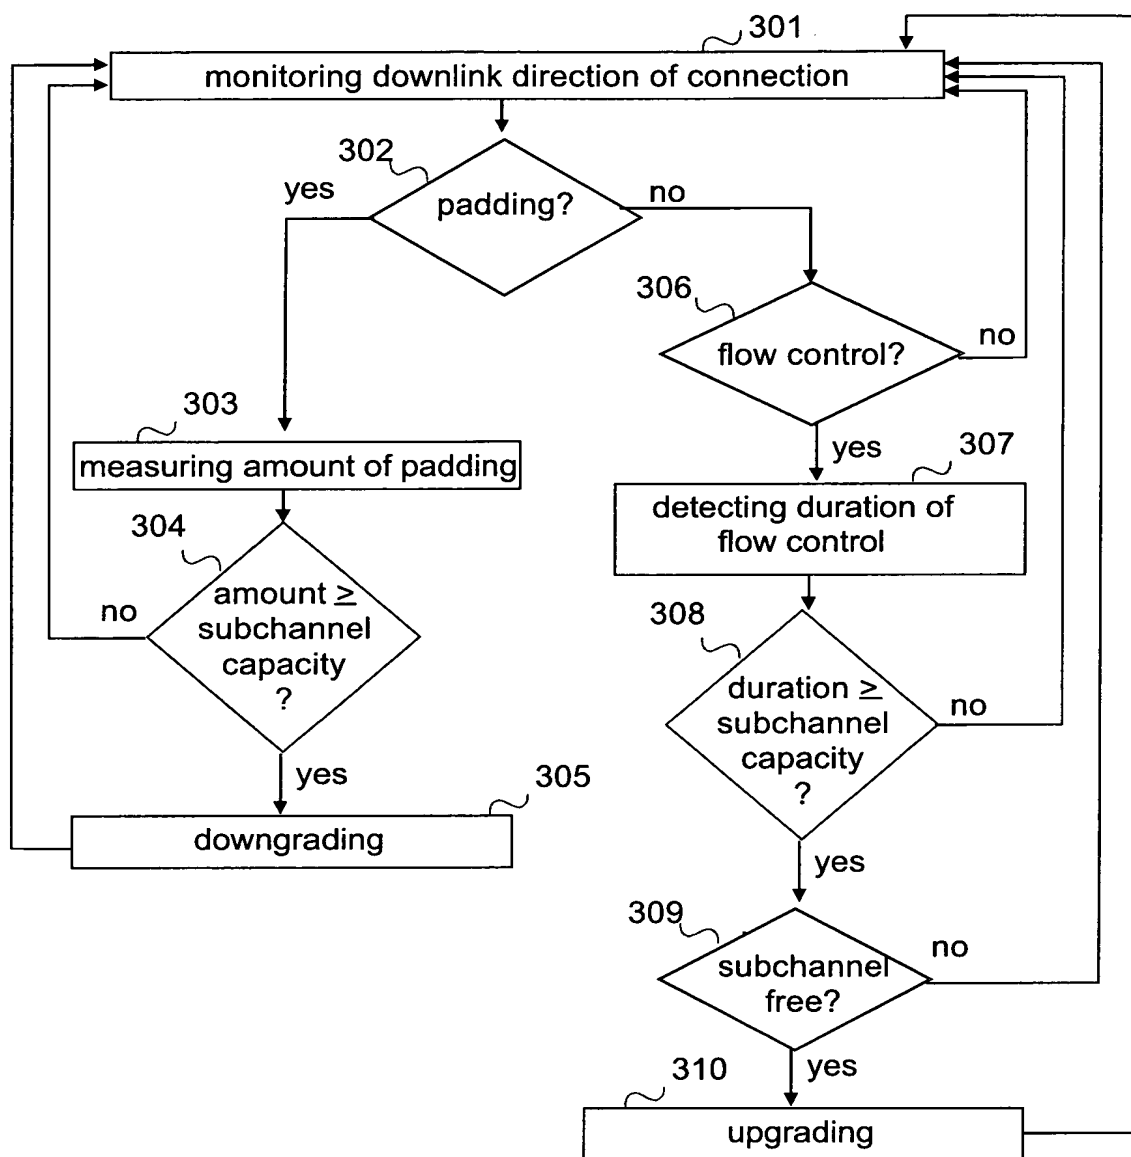 301
monitoring downlink direction of connection
302
padding?
yes
no
306
flow control?
no
303
measuring amount of padding
yes
307
detecting duration of
flow control
304
amount ≥
subchannel
capacity
?
no
308
duration ≥
subchannel
capacity
?
no
yes
305
downgrading
yes
309
subchannel
free?
no
yes
310
upgrading